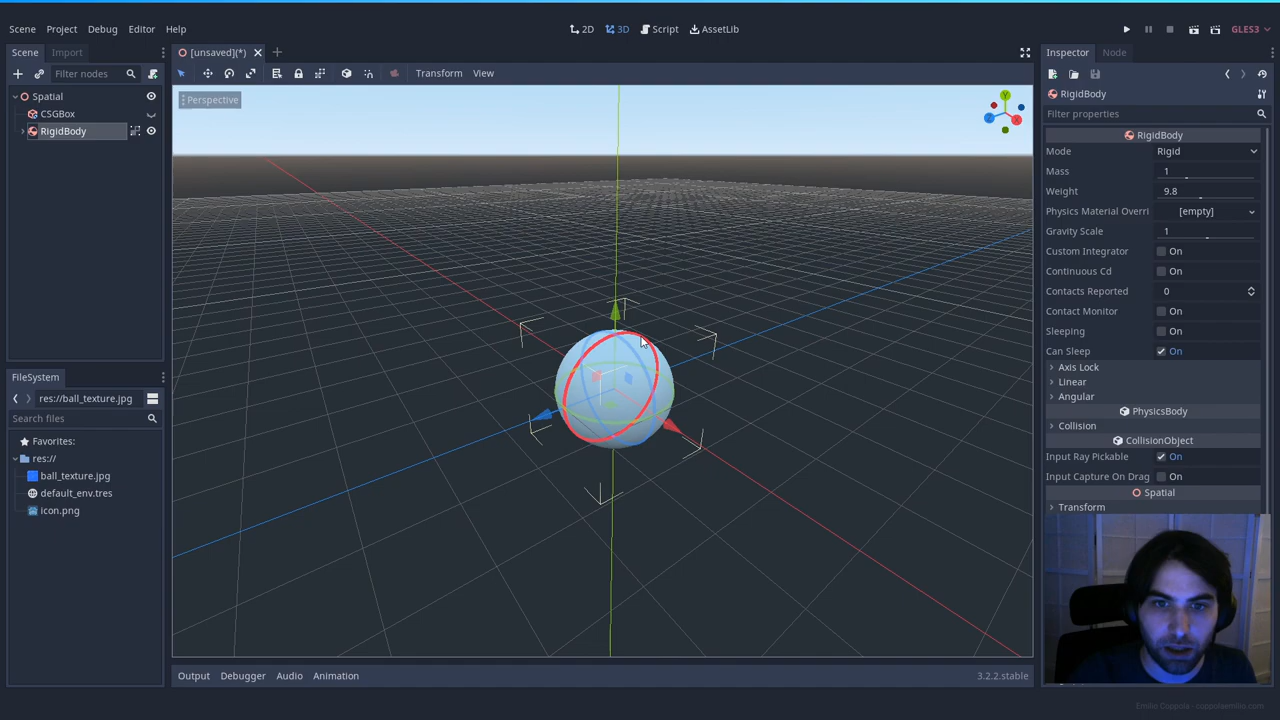 Scene Project Debug Editor Help
2D 3D Script AssetLib
GLES3
Scene Import
[unsaved](*)
Inspector Node
Filter nodes
Transform View
RigidBody
Perspective
Y
Z
X
Filter properties
Spatial
CSGBox
RigidBody
RigidBody
Mode Rigid
Mass 1
Weight 9.8
Physics Material Overri [empty]
Gravity Scale 1
Custom Integrator On
Continuous Cd On
Contacts Reported 0
Contact Monitor On
Sleeping On
Can Sleep On
Axis Lock
Linear
Angular
PhysicsBody
Collision
CollisionObject
Input Ray Pickable On
Input Capture On Drag On
Spatial
Transform
FileSystem
res://ball_texture.jpg
Search files
Favorites:
res://
ball_texture.jpg
default_env.tres
icon.png
Output Debugger Audio Animation
3.2.2.stable
Emilio Coppola - coppolaemilio.com